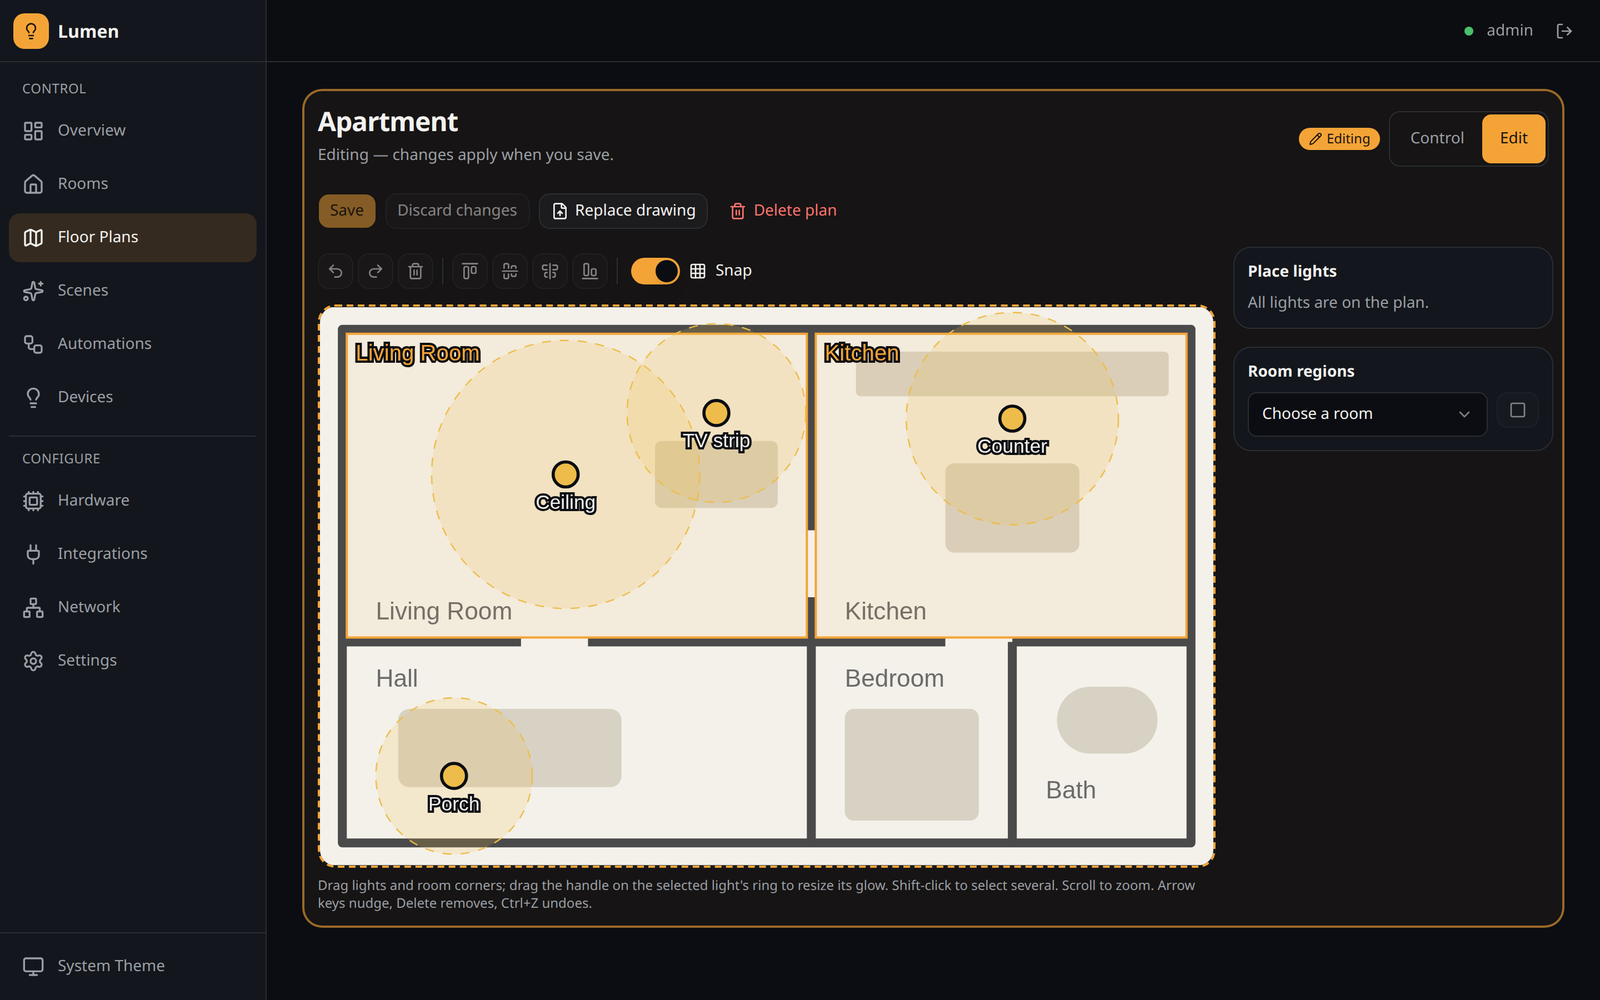 Lumen
admin
CONTROL
Overview
Rooms
Floor Plans
Scenes
Automations
Devices
CONFIGURE
Hardware
Integrations
Network
Settings
System Theme
Apartment
Editing — changes apply when you save.
Editing
Control
Edit
Save
Discard changes
Replace drawing
Delete plan
Snap
Living Room
Kitchen
TV strip
Counter
Ceiling
Living Room
Kitchen
Hall
Bedroom
Porch
Bath
Drag lights and room corners; drag the handle on the selected light's ring to resize its glow. Shift-click to select several. Scroll to zoom. Arrow
keys nudge, Delete removes, Ctrl+Z undoes.
Place lights
All lights are on the plan.
Room regions
Choose a room